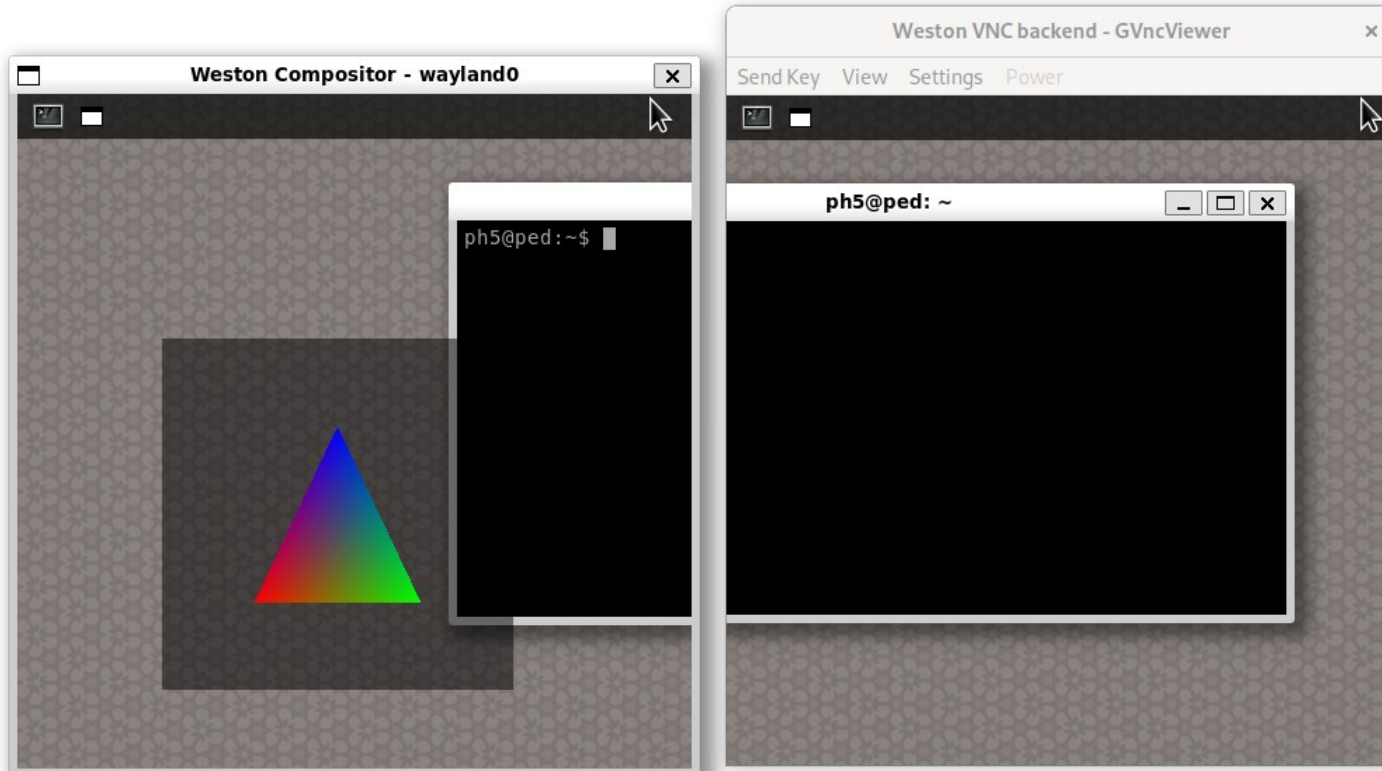 Weston Compositor - wayland0
ph5@ped:~$
Weston VNC backend - GVncViewer
Send Key View Settings Power
ph5@ped: ~